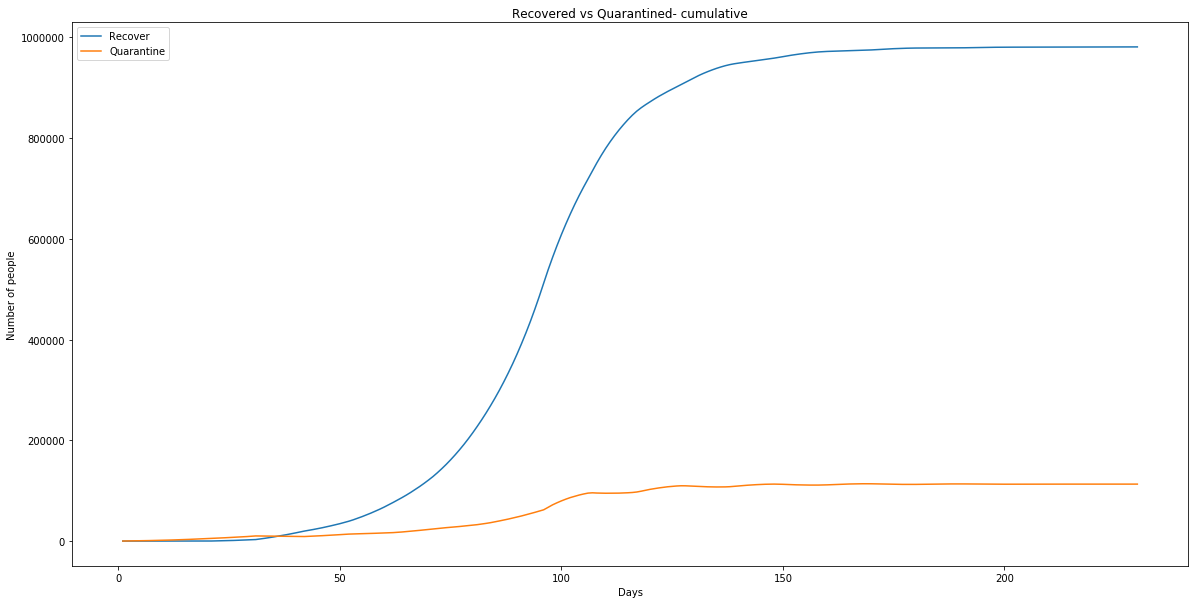 Recovered vs Quarantined- cumulative
Recover
Quarantine
1000000
800000
600000
400000
200000
0
Number of people
0 50 100 150 200
Days